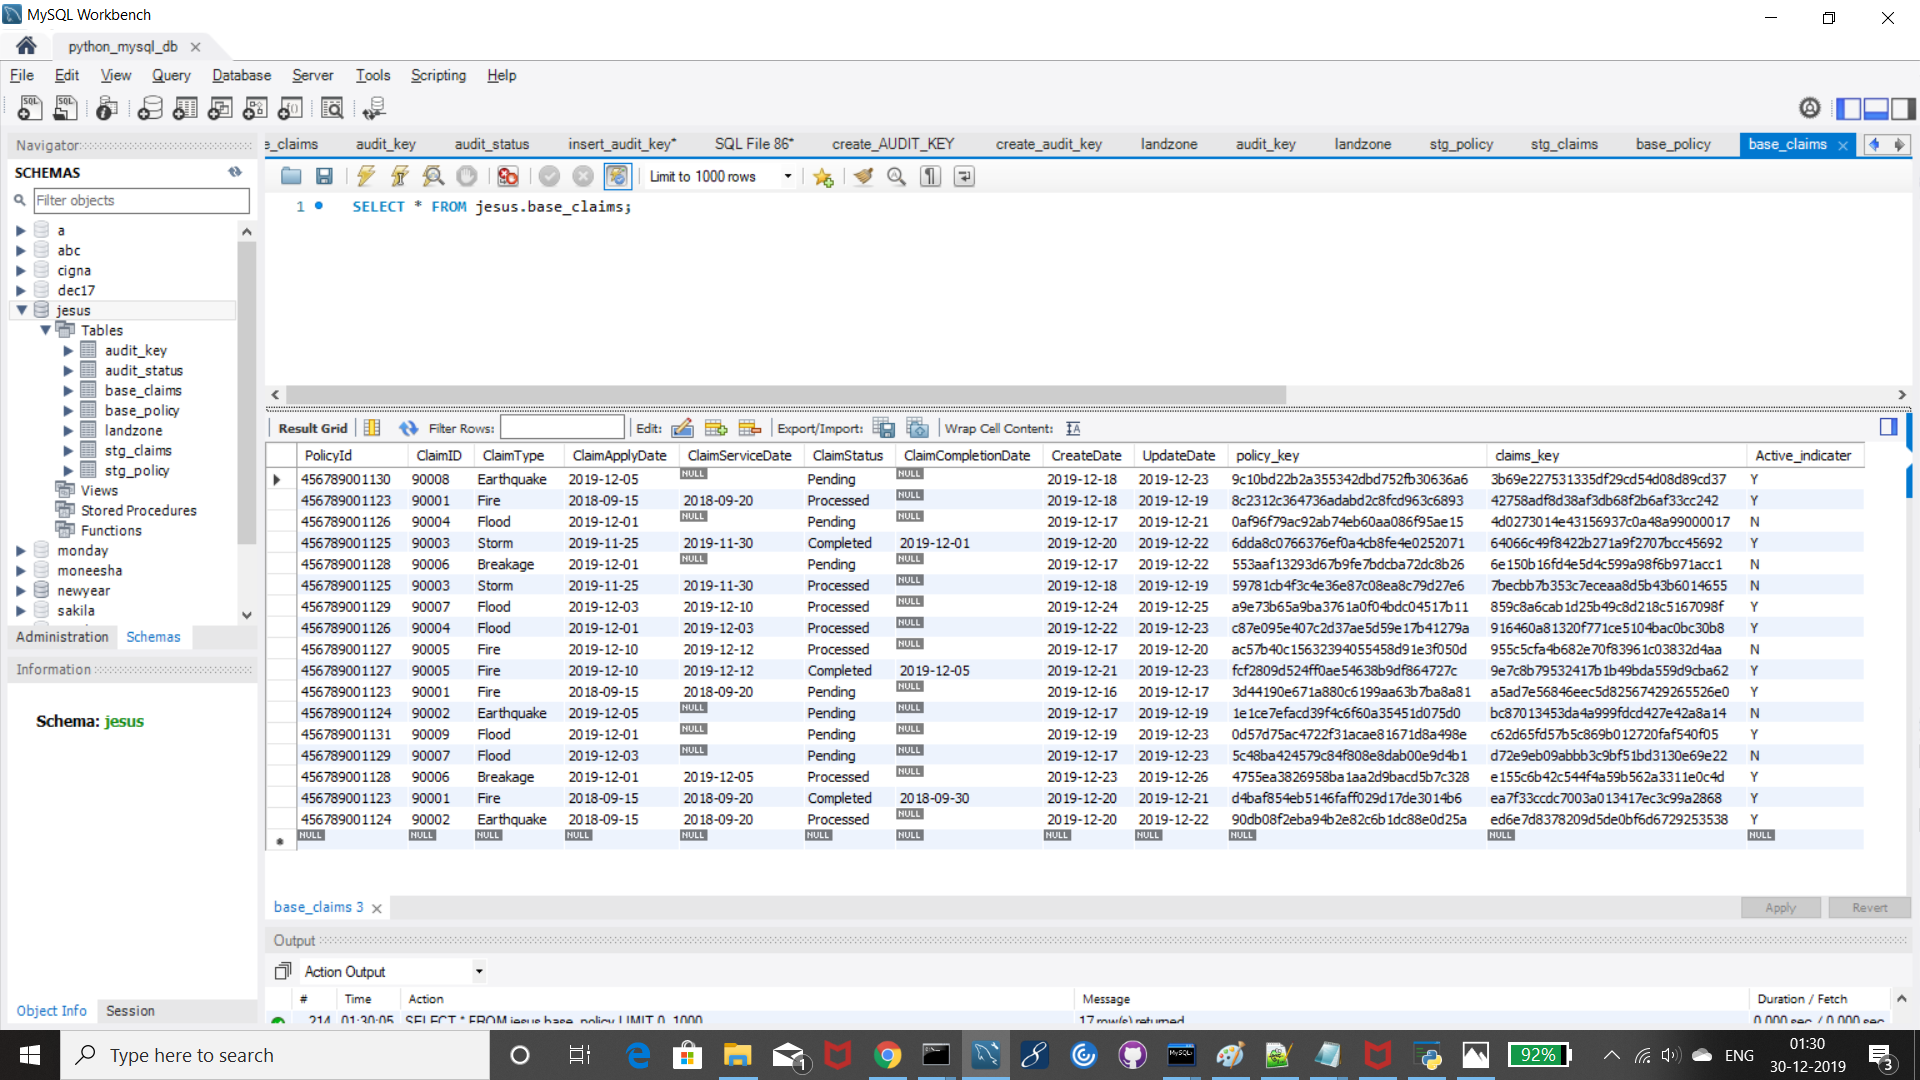 MySQL Workbench
python_mysql_db
File Edit View Query Database Server Tools Scripting Help
Navigator
e_claims audit_key audit_status insert_audit_key* SQL File 86* create_AUDIT_KEY create_audit_key landzone audit_key landzone stg_policy stg_claims base_policy base_claims
SCHEMAS
Filter objects
Limit to 1000 rows
1 SELECT * FROM jesus.base_claims;
a
abc
cigna
dec17
jesus
Tables
audit_key
audit_status
base_claims
base_policy
landzone
stg_claims
stg_policy
Views
Stored Procedures
Functions
monday
moneesha
newyear
sakila
Administration Schemas
Information
Schema: jesus
Object Info Session
Result Grid Filter Rows: Edit: Export/Import: Wrap Cell Content:
PolicyId ClaimID ClaimType ClaimApplyDate ClaimServiceDate ClaimStatus ClaimCompletionDate CreateDate UpdateDate policy_key claims_key Active_indicater
456789001130 90008 Earthquake 2019-12-05 NULL Pending NULL 2019-12-18 2019-12-23 9c10bd22b2a355342dbd752fb30636a6 3b69e227531335df29cd54d08d89cd37 Y
456789001123 90001 Fire 2018-09-15 2018-09-20 Processed NULL 2019-12-18 2019-12-19 8c2312c364736adabd2c8fcd963c6893 42758adf8d38af3db68f2b6af33cc242 Y
456789001126 90004 Flood 2019-12-01 NULL Pending NULL 2019-12-17 2019-12-21 0af96f79ac92ab74eb60aa086f95ae15 4d0273014e43156937c0a48a99000017 N
456789001125 90003 Storm 2019-11-25 2019-11-30 Completed 2019-12-01 2019-12-20 2019-12-22 6dda8c0766376ef0a4cb8fe4e0252071 64066c49f8422b271a9f2707bcc45692 Y
456789001128 90006 Breakage 2019-12-01 NULL Pending NULL 2019-12-17 2019-12-22 553aaf13293d67b9fe7bdcba72dc8b26 6e150b16fd4e5d4c599a98f6b971acc1 N
456789001125 90003 Storm 2019-11-25 2019-11-30 Processed NULL 2019-12-18 2019-12-19 59781cb4f3c4e36e87c08ea8c79d27e6 7becbb7b353c7eceaa8d5b43b6014655 N
456789001129 90007 Flood 2019-12-03 2019-12-10 Processed NULL 2019-12-24 2019-12-25 a9e73b65a9ba3761a0f04bdc04517b11 859c8a6cab1d25b49c8d218c5167098f Y
456789001126 90004 Flood 2019-12-01 2019-12-03 Processed NULL 2019-12-22 2019-12-23 c87e095e407c2d37ae5d59e17b41279a 916460a81320f771ce5104bac0bc30b8 Y
456789001127 90005 Fire 2019-12-10 2019-12-12 Processed NULL 2019-12-17 2019-12-20 ac57b40c15632394055458d91e3f050d 955c5cfa4b682e70f83961c03832d4aa N
456789001127 90005 Fire 2019-12-10 2019-12-12 Completed 2019-12-05 2019-12-21 2019-12-23 fcf2809d524ff0ae54638b9df864727c 9e7c8b79532417b1b49bda559d9cba62 Y
456789001123 90001 Fire 2018-09-15 2018-09-20 Pending NULL 2019-12-16 2019-12-17 3d44190e671a880c6199aa63b7ba8a81 a5ad7e56846eec5d82567429265526e0 Y
456789001124 90002 Earthquake 2019-12-05 NULL Pending NULL 2019-12-17 2019-12-19 1e1ce7efacd39f4c6f60a35451d075d0 bc87013453da4a999fdcd427e42a8a14 N
456789001131 90009 Flood 2019-12-01 NULL Pending NULL 2019-12-19 2019-12-23 0d57d75ac4722f31acae81671d8a498e c62d65fd57b5c869b012720faf540f05 Y
456789001129 90007 Flood 2019-12-03 NULL Pending NULL 2019-12-17 2019-12-23 5c48ba424579c84f808e8dab00e9d4b1 d72e9eb09abbb3c9bf51bd3130e69e22 N
456789001128 90006 Breakage 2019-12-01 2019-12-05 Processed NULL 2019-12-23 2019-12-26 4755ea3826958ba1aa2d9bacd5b7c328 e155c6b42c544f4a59b562a3311e0c4d Y
456789001123 90001 Fire 2018-09-15 2018-09-20 Completed 2018-09-30 2019-12-20 2019-12-21 d4baf854eb5146faff029d17de3014b6 ea7f33ccdc7003a013417ec3c99a2868 Y
456789001124 90002 Earthquake 2018-09-15 2018-09-20 Processed NULL 2019-12-20 2019-12-22 90db08f2eba94b2e82c6b1dc88e0d25a ed6e7d8378209d5de0bf6d6729253538 Y
NULL NULL NULL NULL NULL NULL NULL NULL NULL NULL NULL NULL
base_claims 3 Apply Revert
Output
Action Output
# Time Action Message Duration / Fetch
214 01:30:05 SELECT * FROM jesus.base_policy LIMIT 0, 1000 17 row(s) returned 0.000 sec / 0.000 sec
Type here to search
1
MySQL
92%
ENG
01:30
30-12-2019
3